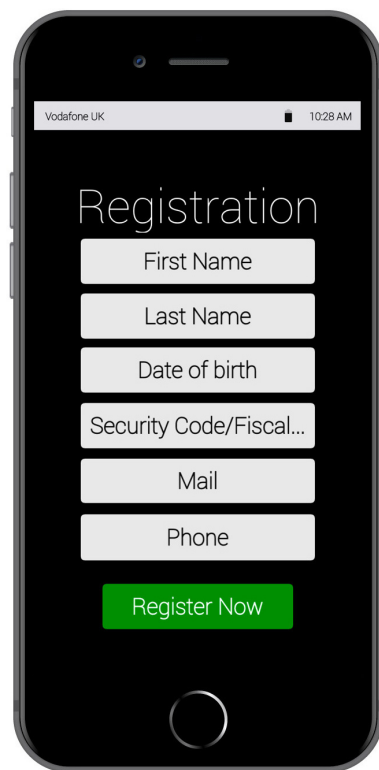 Vodafone UK 10:28 AM
Registration
First Name
Last Name
Date of birth
Security Code/Fiscal...
Mail
Phone
Register Now